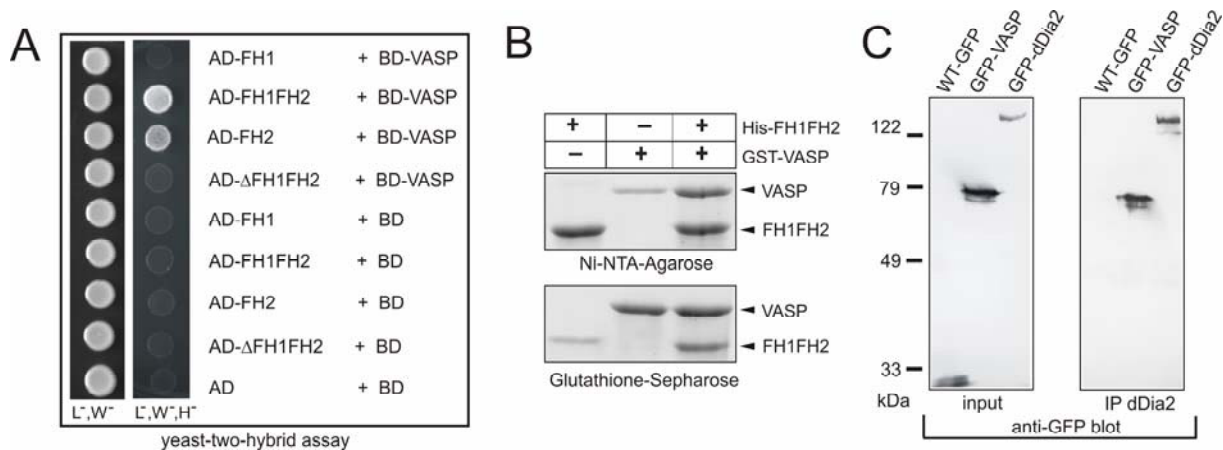 A
AD-FH1 + BD-VASP
AD-FH1FH2 + BD-VASP
AD-FH2 + BD-VASP
AD-ΔFH1FH2 + BD-VASP
AD-FH1 + BD
AD-FH1FH2 + BD
AD-FH2 + BD
AD-ΔFH1FH2 + BD
AD + BD
L⁻,W⁻ L⁻,W⁻,H⁻
yeast-two-hybrid assay
B
+ – + His-FH1FH2
– + + GST-VASP
VASP
FH1FH2
Ni-NTA-Agarose
VASP
FH1FH2
Glutathione-Sepharose
C
WT-GFP GFP-VASP GFP-dDia2 WT-GFP GFP-VASP GFP-dDia2
122
79
49
33
kDa input IP dDia2
anti-GFP blot